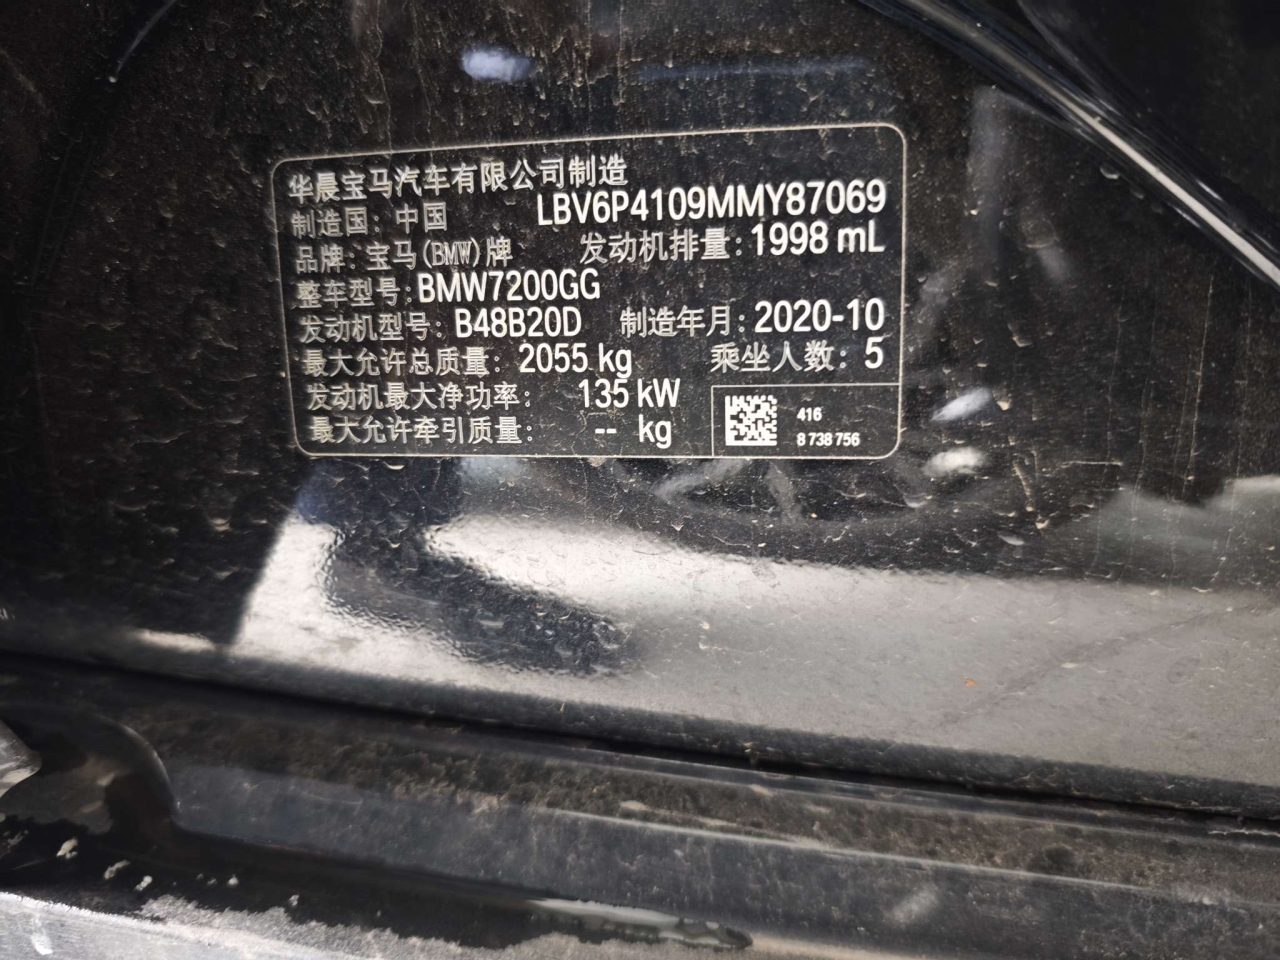 华晨宝马汽车有限公司制造
制造国: 中国 LBV6P4109MMY87069
品牌: 宝马(BMW)牌 发动机排量: 1998 mL
整车型号: BMW7200GG
发动机型号: B48B20D 制造年月: 2020-10
最大允许总质量: 2055 kg 乘坐人数: 5
发动机最大净功率: 135 kW
最大允许牵引质量: -- kg
416
8 738 756